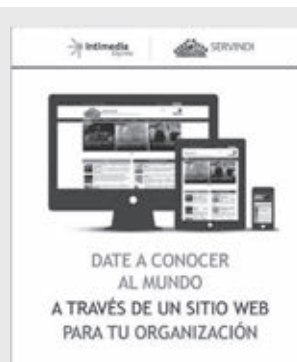 intimedia
SERVINDI
DATE A CONOCER
AL MUNDO
A TRAVÉS DE UN SITIO WEB
PARA TU ORGANIZACIÓN